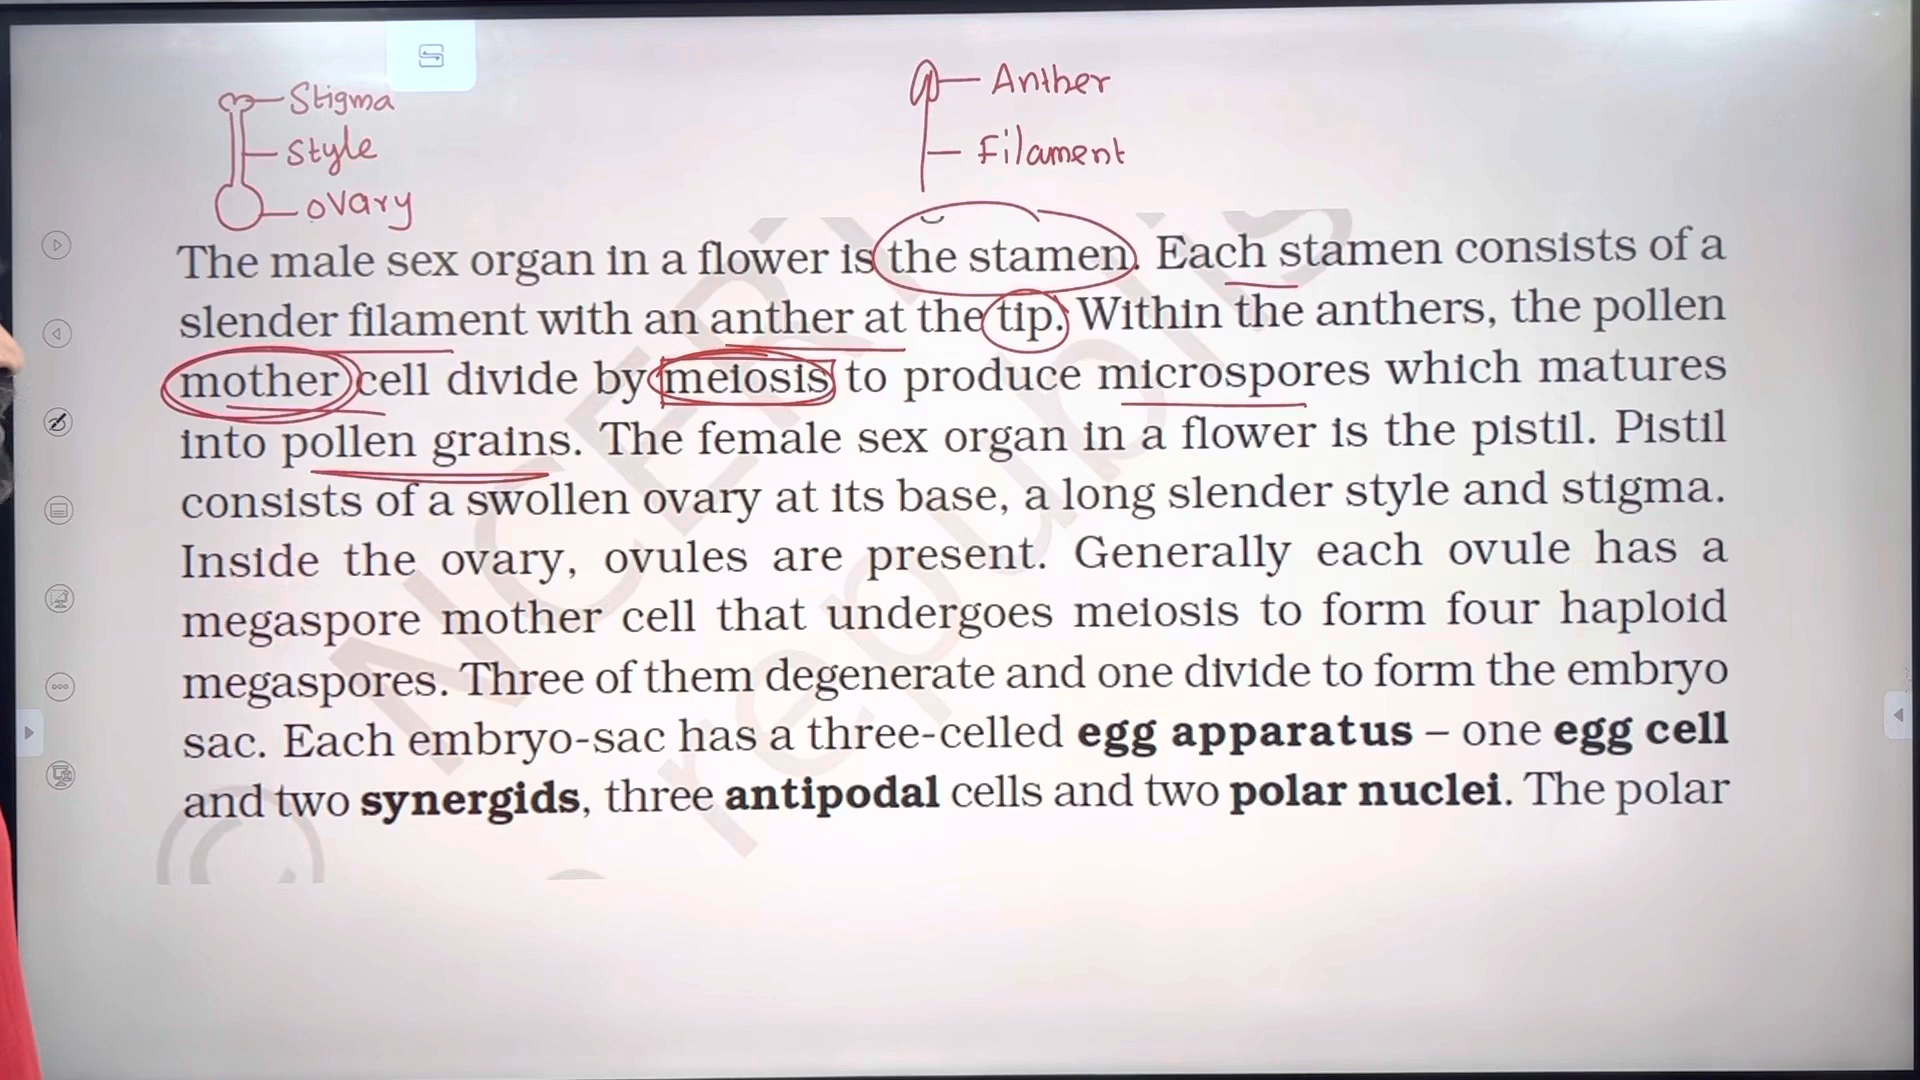 Stigma
Style
ovary
Anther
Filament
The male sex organ in a flower is the stamen. Each stamen consists of a
slender filament with an anther at the tip. Within the anthers, the pollen
mother cell divide by meiosis to produce microspores which matures
into pollen grains. The female sex organ in a flower is the pistil. Pistil
consists of a swollen ovary at its base, a long slender style and stigma.
Inside the ovary, ovules are present. Generally each ovule has a
megaspore mother cell that undergoes meiosis to form four haploid
megaspores. Three of them degenerate and one divide to form the embryo
sac. Each embryo-sac has a three-celled egg apparatus – one egg cell
and two synergids, three antipodal cells and two polar nuclei. The polar